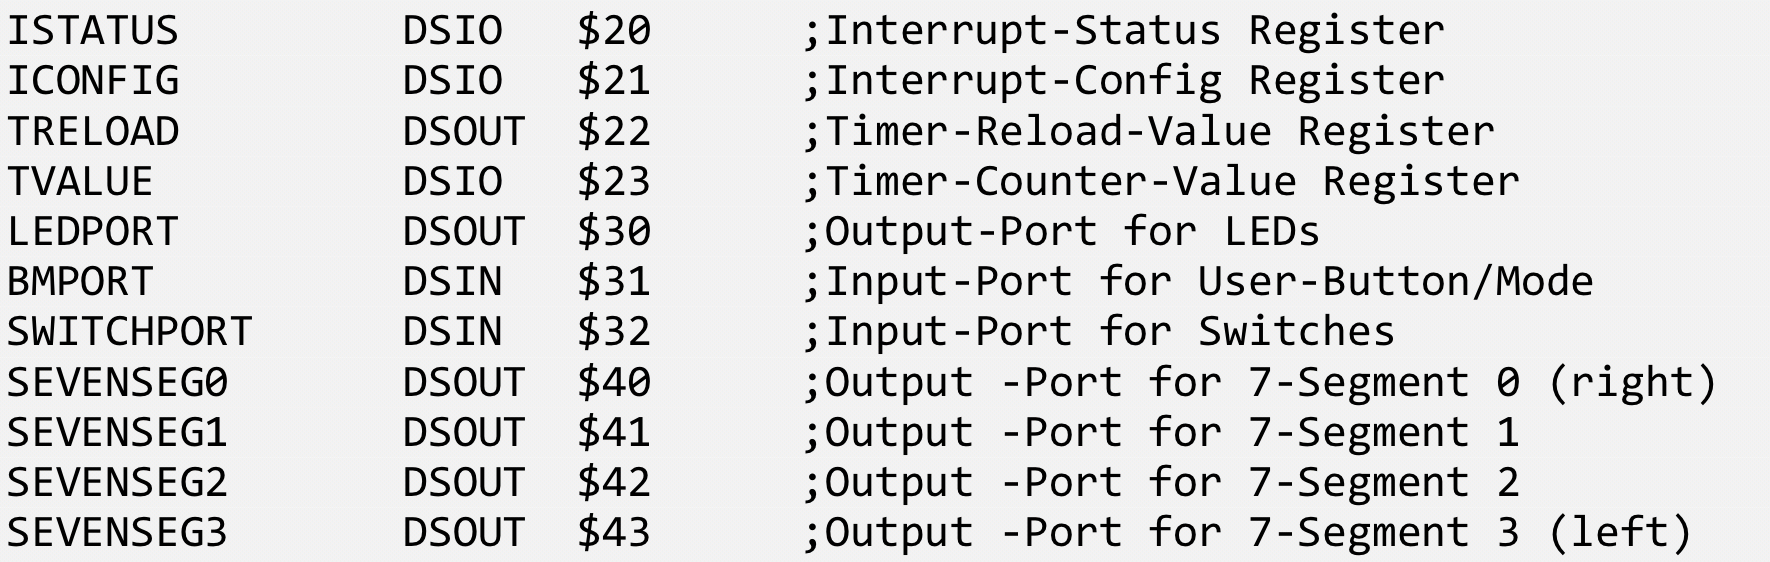 ISTATUS DSIO $20 ;Interrupt-Status Register
ICONFIG DSIO $21 ;Interrupt-Config Register
TRELOAD DSOUT $22 ;Timer-Reload-Value Register
TVALUE DSIO $23 ;Timer-Counter-Value Register
LEDPORT DSOUT $30 ;Output-Port for LEDs
BMPORT DSIN $31 ;Input-Port for User-Button/Mode
SWITCHPORT DSIN $32 ;Input-Port for Switches
SEVENSEG0 DSOUT $40 ;Output -Port for 7-Segment 0 (right)
SEVENSEG1 DSOUT $41 ;Output -Port for 7-Segment 1
SEVENSEG2 DSOUT $42 ;Output -Port for 7-Segment 2
SEVENSEG3 DSOUT $43 ;Output -Port for 7-Segment 3 (left)